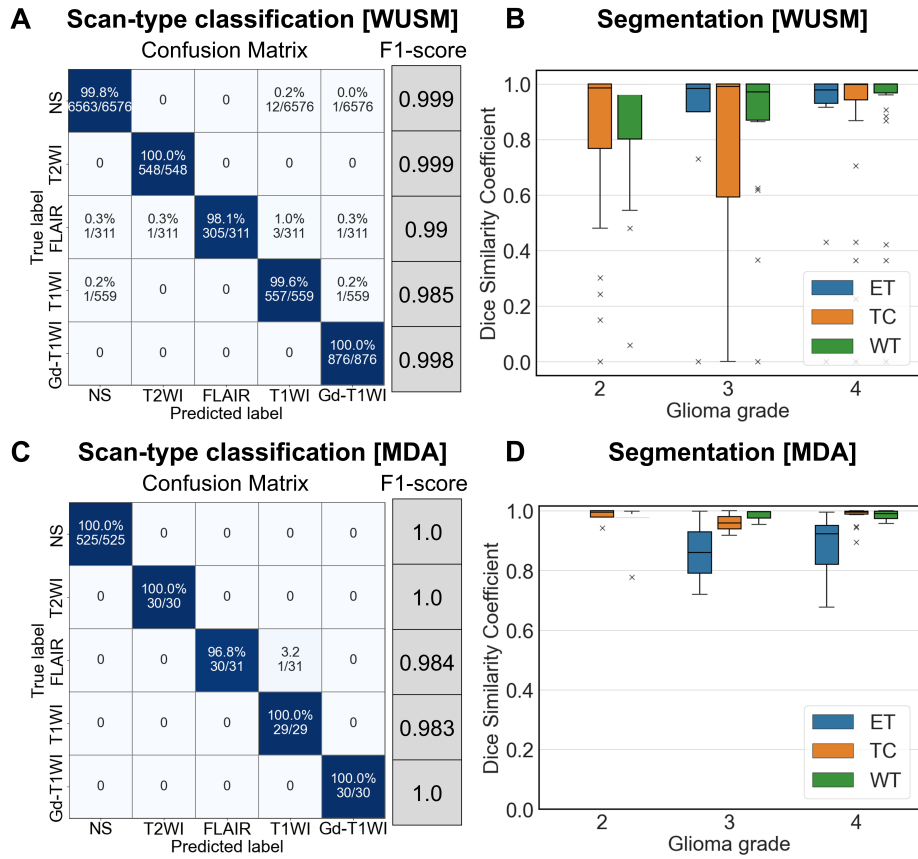 A Scan-type classification [WUSM]
Confusion Matrix F1-score
NS 99.8% 6563/6576 0 0 0.2% 12/6576 0.0% 1/6576 0.999
T2WI 0 100.0% 548/548 0 0 0 0.999
FLAIR 0.3% 1/311 0.3% 1/311 98.1% 305/311 1.0% 3/311 0.3% 1/311 0.99
T1WI 0.2% 1/559 0 0 99.6% 557/559 0.2% 1/559 0.985
Gd-T1WI 0 0 0 0 100.0% 876/876 0.998
True label
NS T2WI FLAIR T1WI Gd-T1WI
Predicted label
B Segmentation [WUSM]
Dice Similarity Coefficient
1.0
0.8
0.6
0.4
0.2
0.0
ET
TC
WT
2 3 4
Glioma grade
C Scan-type classification [MDA]
Confusion Matrix F1-score
NS 100.0% 525/525 0 0 0 0 1.0
T2WI 0 100.0% 30/30 0 0 0 1.0
FLAIR 0 0 96.8% 30/31 3.2 1/31 0 0.984
T1WI 0 0 0 100.0% 29/29 0 0.983
Gd-T1WI 0 0 0 0 100.0% 30/30 1.0
True label
NS T2WI FLAIR T1WI Gd-T1WI
Predicted label
D Segmentation [MDA]
Dice Similarity Coefficient
1.0
0.8
0.6
0.4
0.2
0.0
ET
TC
WT
2 3 4
Glioma grade